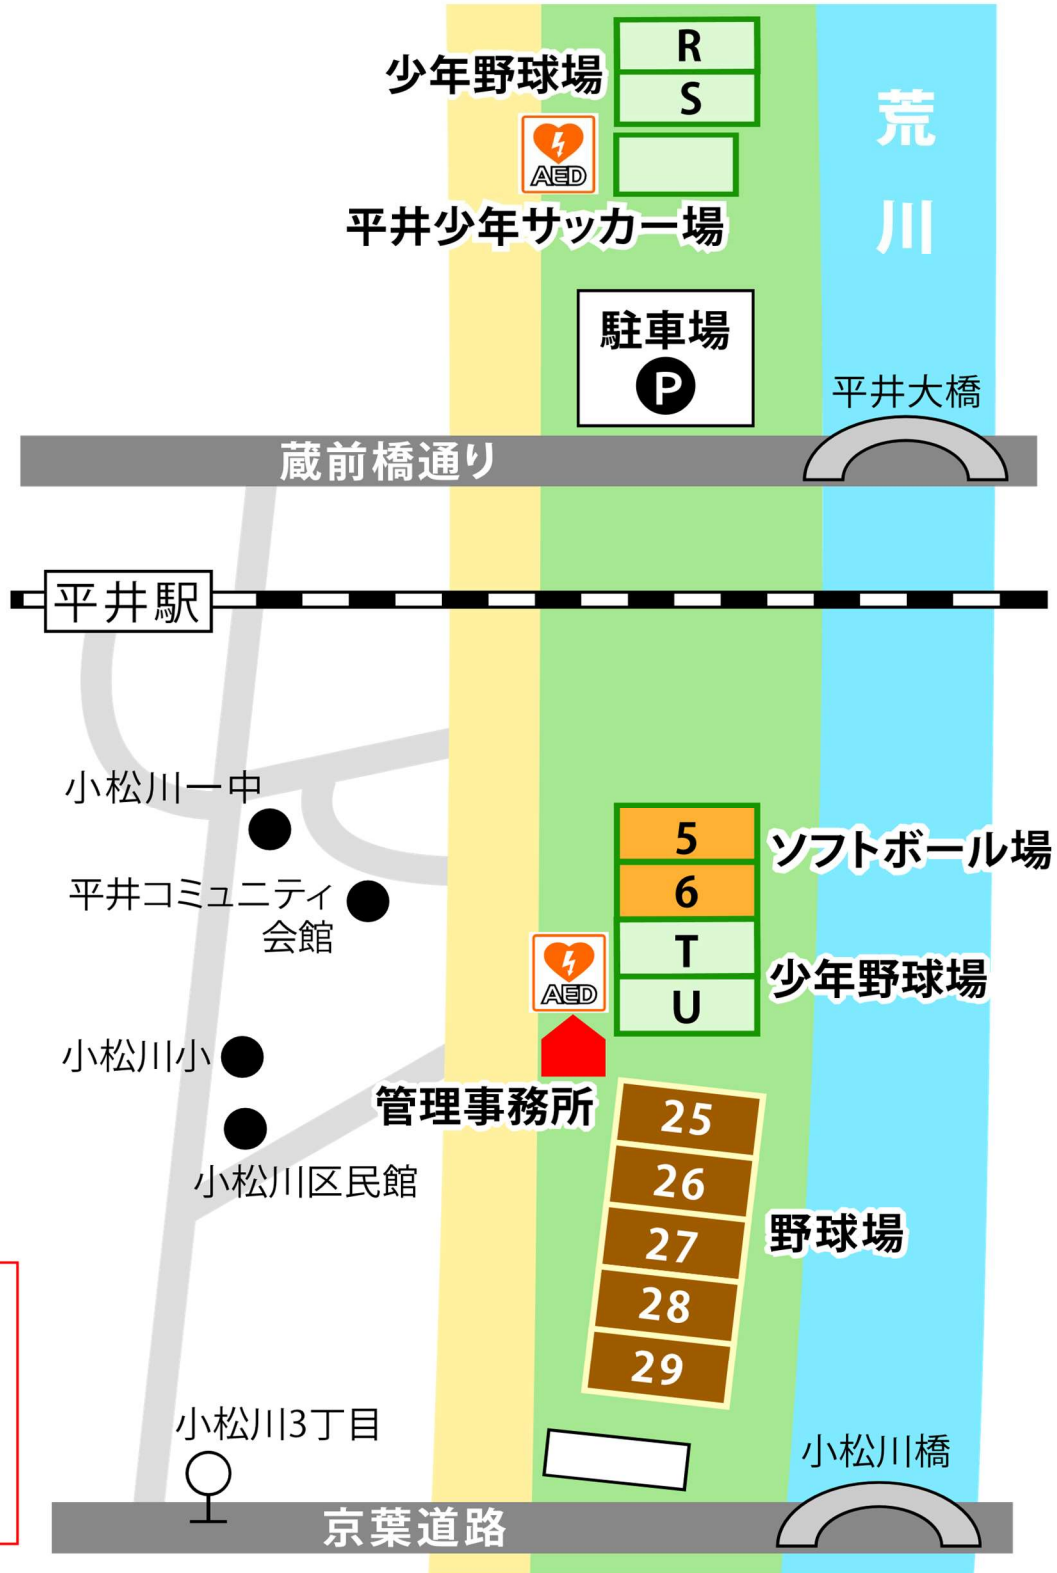 R
少年野球場
S
荒
川
AED
平井少年サッカー場
駐車場
P
平井大橋
蔵前橋通り
平井駅
小松川一中
5
ソフトボール場
6
平井コミュニティ
会館
T
少年野球場
AED
U
小松川小
管理事務所
25
小松川区民館
26
野球場
27
28
29
小松川3丁目
小松川橋
京葉道路